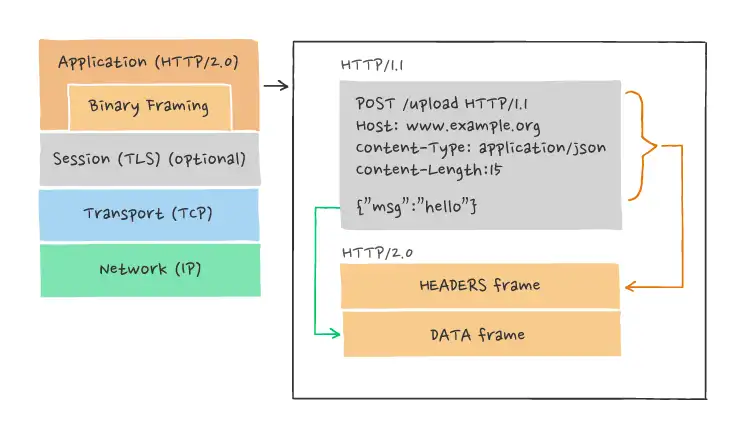 Application (HTTP/2.0)
Binary Framing
Session (TLS) (optional)
Transport (TCP)
Network (IP)
HTTP/1.1
POST /upload HTTP/1.1
Host: www.example.org
content-Type: application/json
content-Length:15
{"msg":"hello"}
HTTP/2.0
HEADERS frame
DATA frame